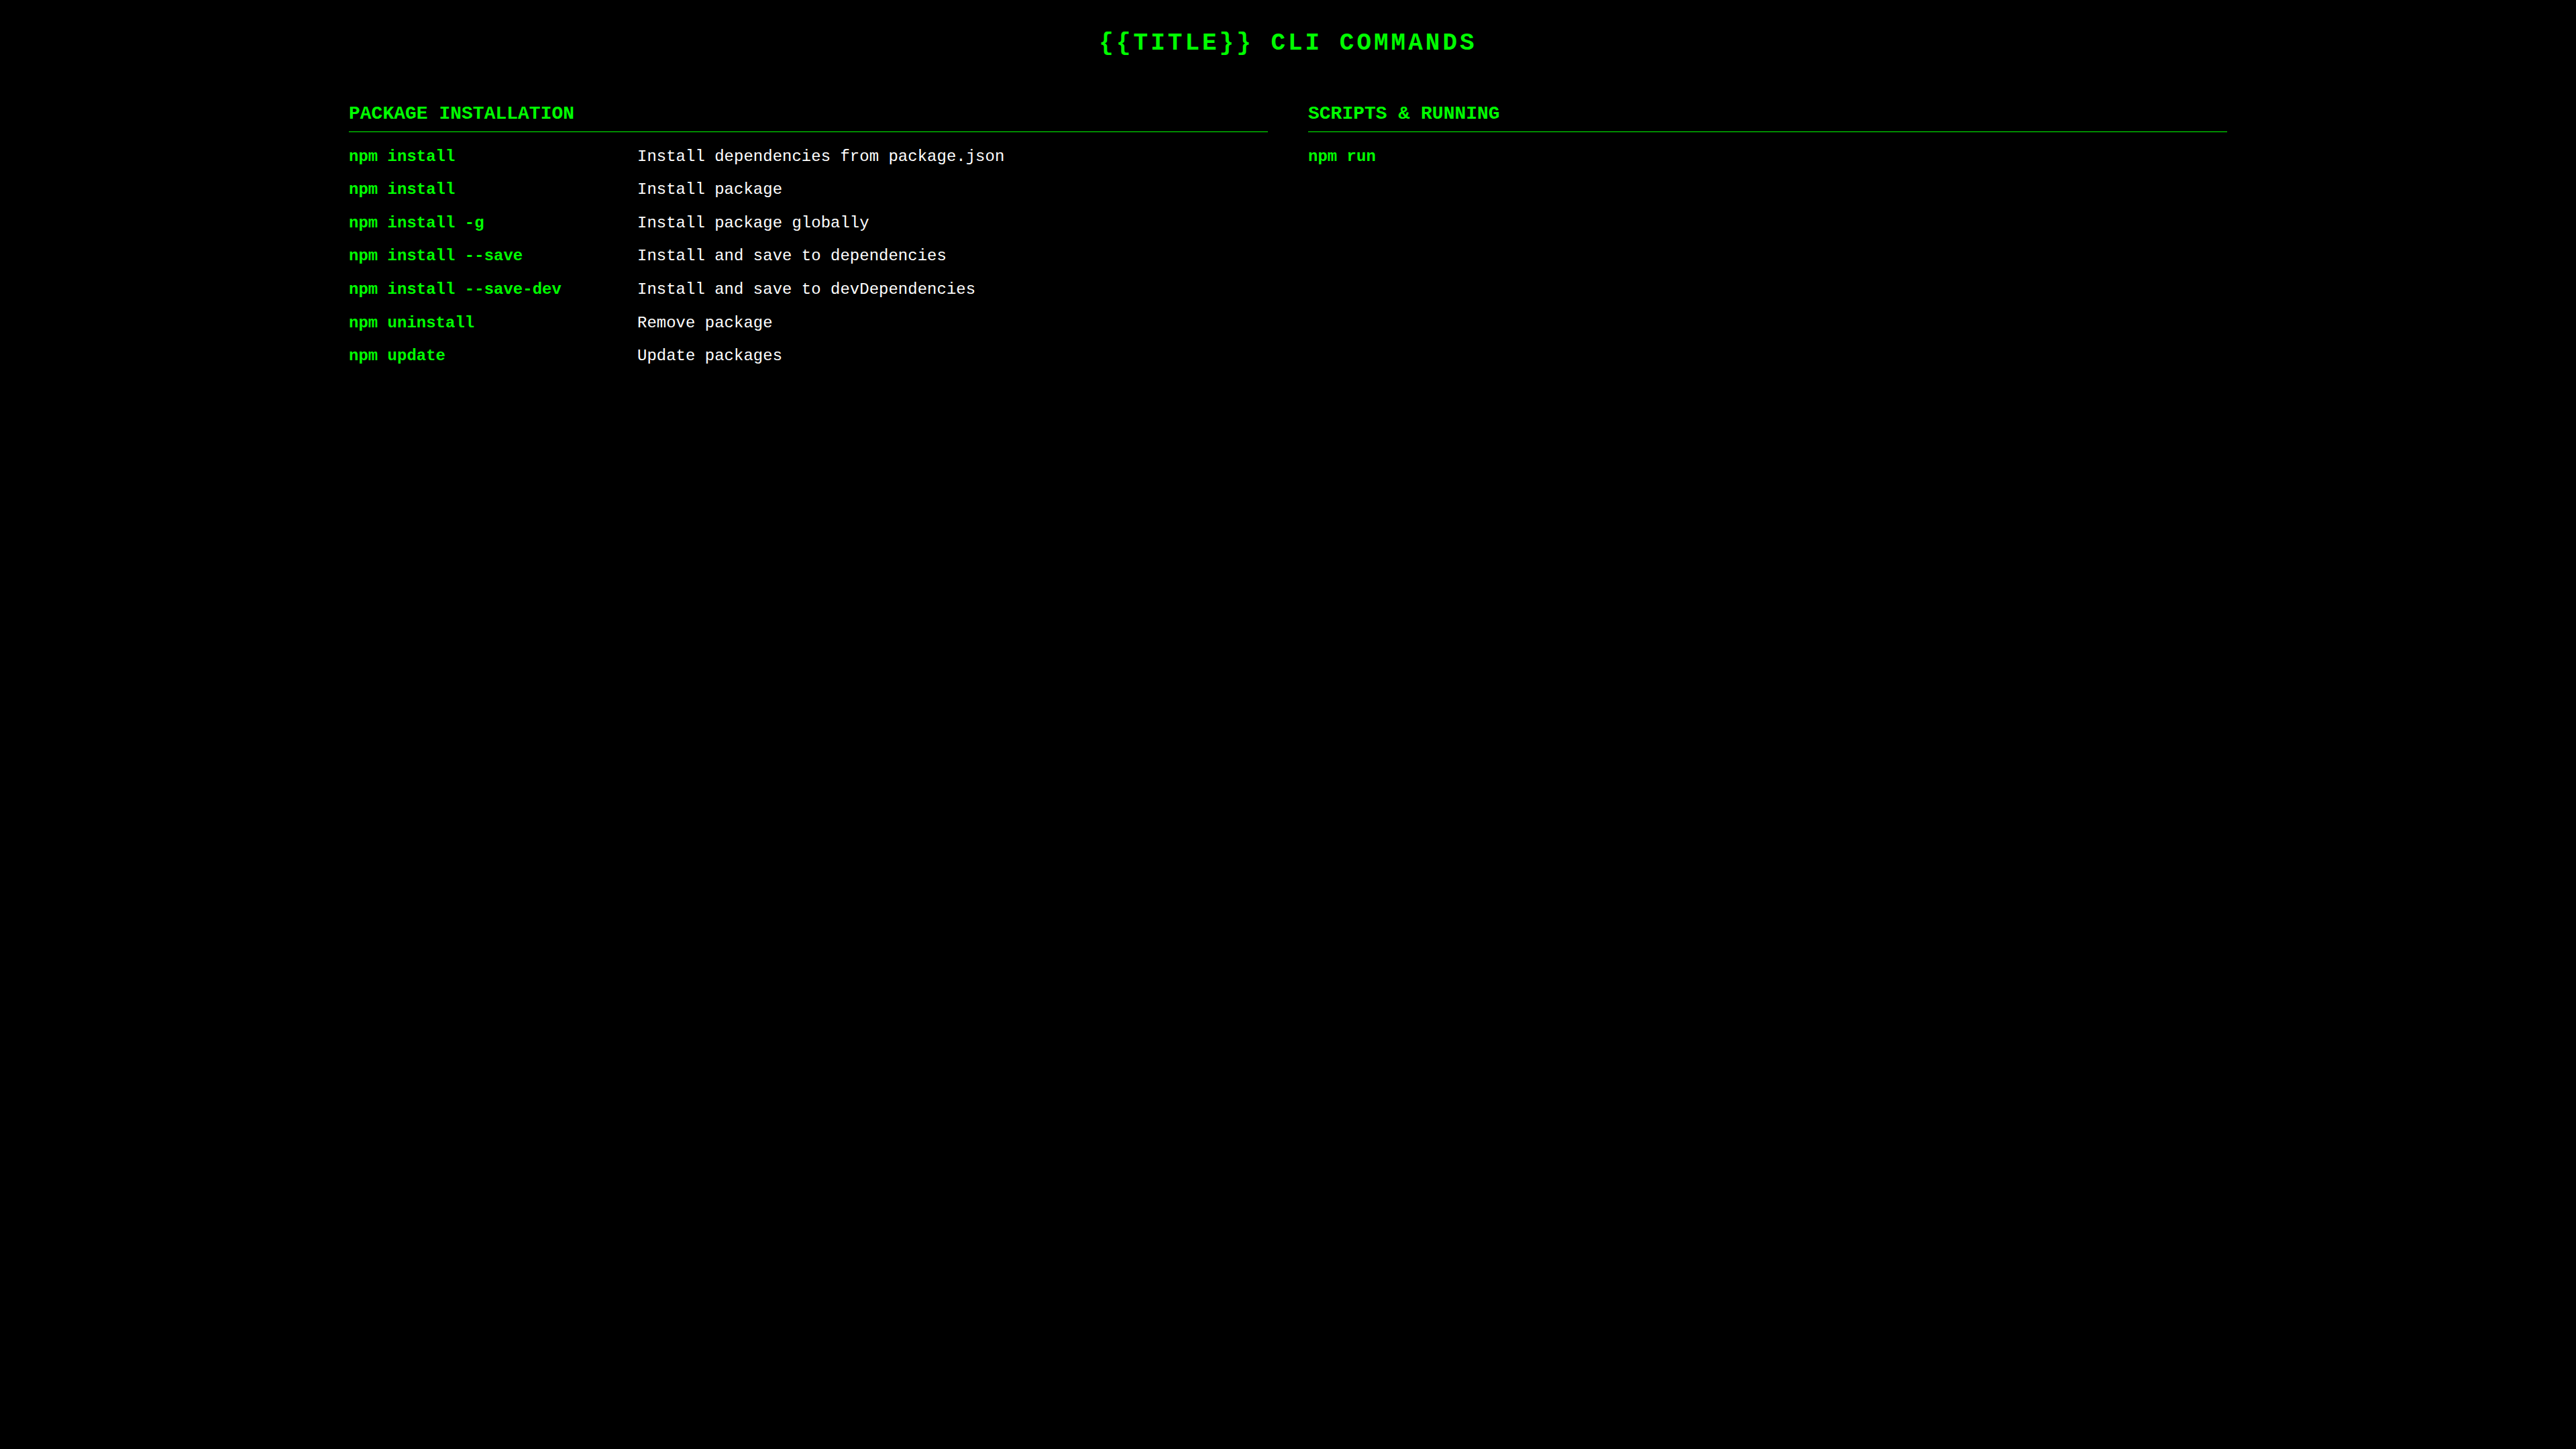 {{TITLE}} CLI COMMANDS
PACKAGE INSTALLATION
npm install Install dependencies from package.json
npm install Install package
npm install -g Install package globally
npm install --save Install and save to dependencies
npm install --save-dev Install and save to devDependencies
npm uninstall Remove package
npm update Update packages
SCRIPTS & RUNNING
npm run